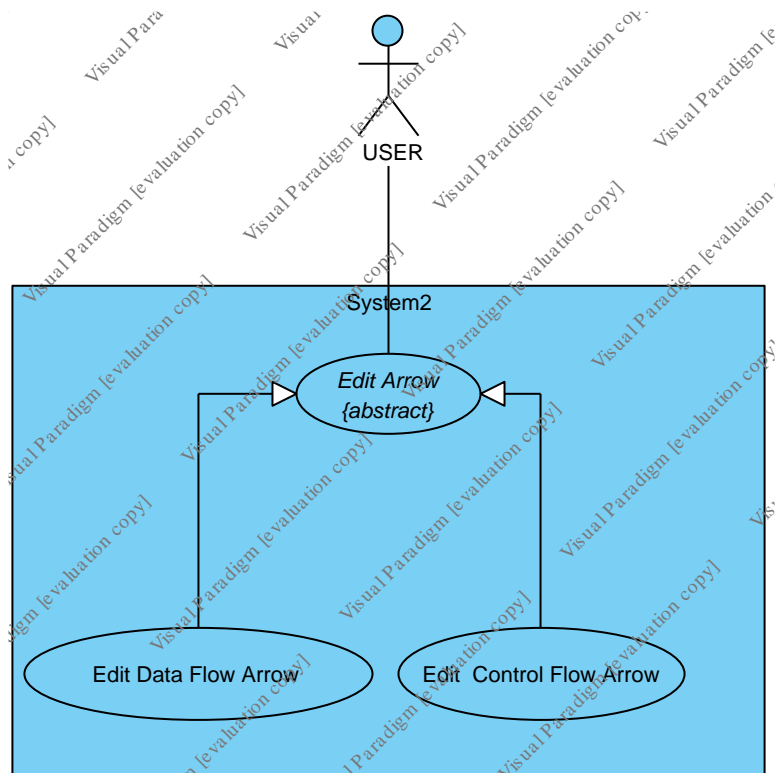 USER
System2
Edit Arrow
{abstract}
Edit Data Flow Arrow
Edit  Control Flow Arrow
Visual Paradigm [evaluation copy]